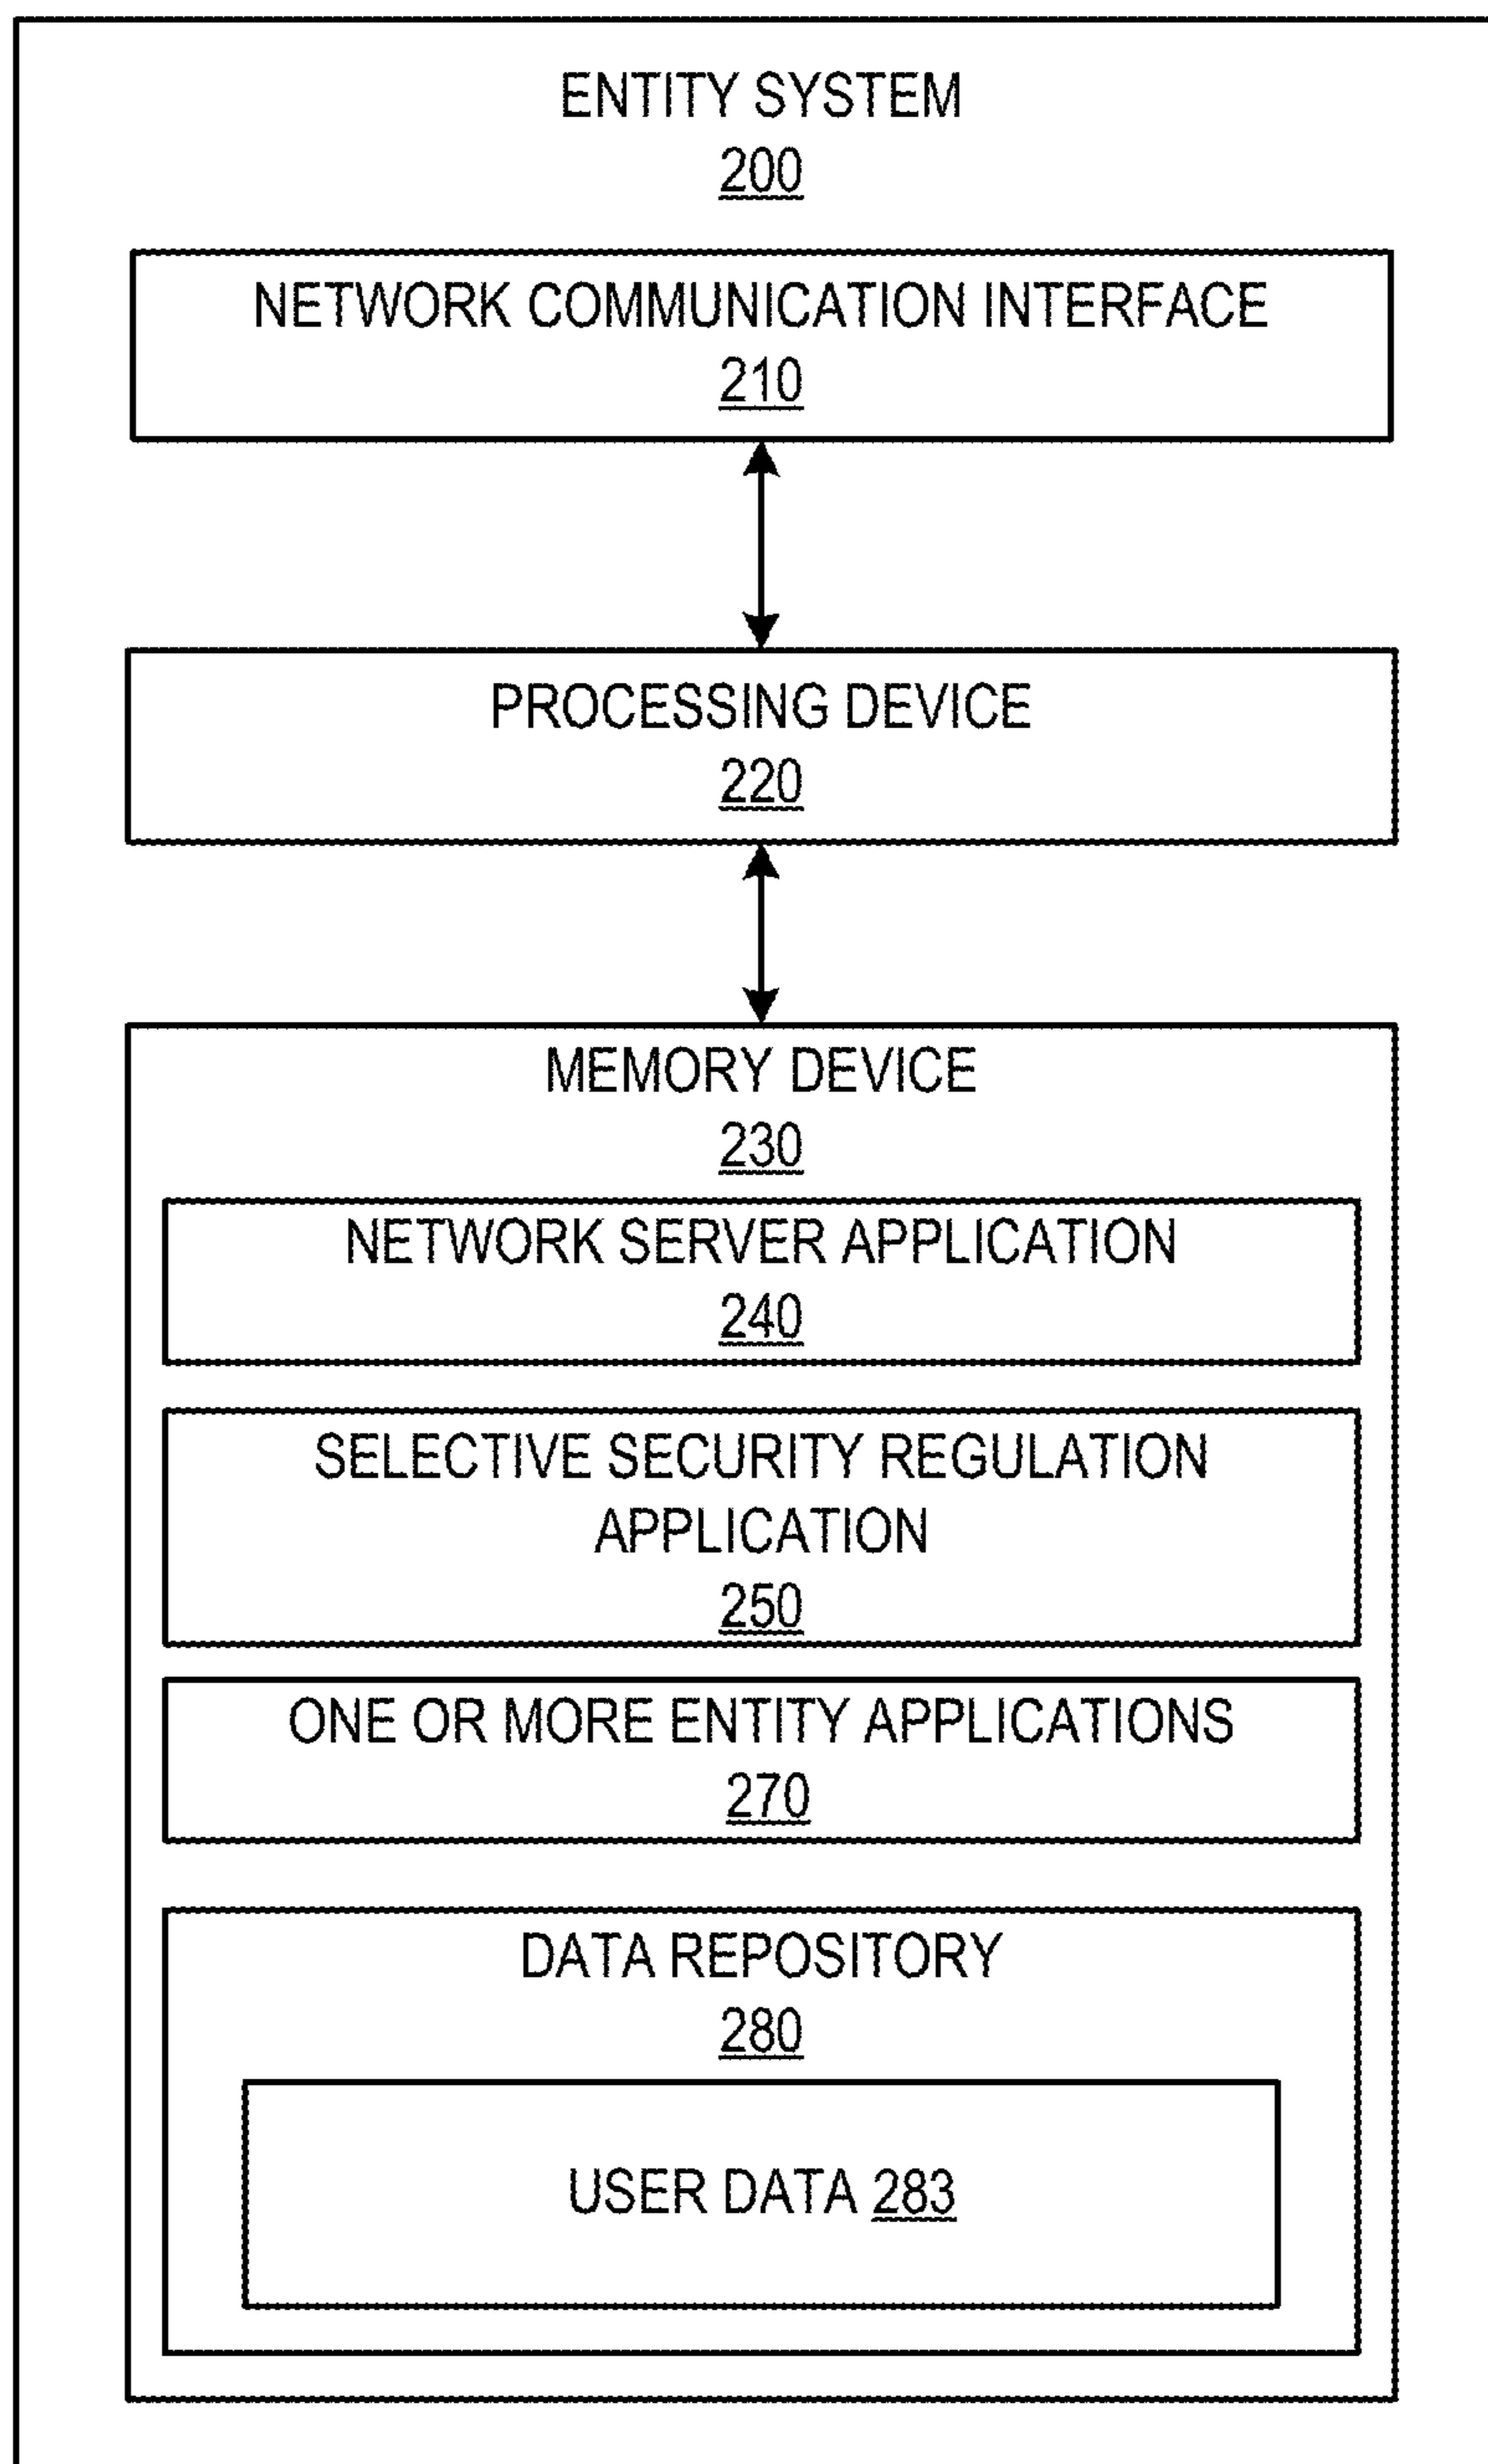 ENTITY SYSTEM
200
NETWORK COMMUNICATION INTERFACE
210
PROCESSING DEVICE
220
MEMORY DEVICE
230
NETWORK SERVER APPLICATION
240
SELECTIVE SECURITY REGULATION
APPLICATION
250
ONE OR MORE ENTITY APPLICATIONS
270
DATA REPOSITORY
280
USER DATA 283